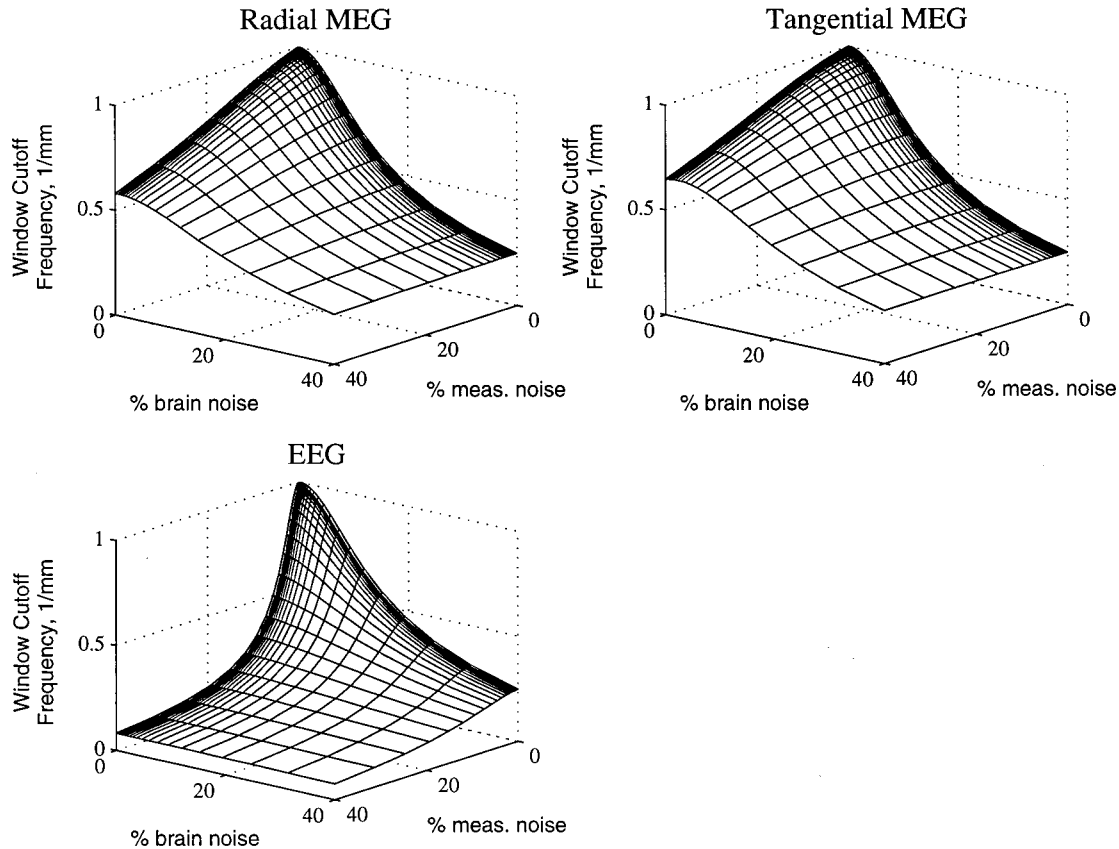 Radial MEG
Window Cutoff
Frequency, 1/mm
1
0.5
0
0
20
40
% brain noise
40
20
0
% meas. noise
Tangential MEG
Window Cutoff
Frequency, 1/mm
1
0.5
0
0
20
40
% brain noise
40
20
0
% meas. noise
EEG
Window Cutoff
Frequency, 1/mm
1
0.5
0
0
20
40
% brain noise
40
20
0
% meas. noise